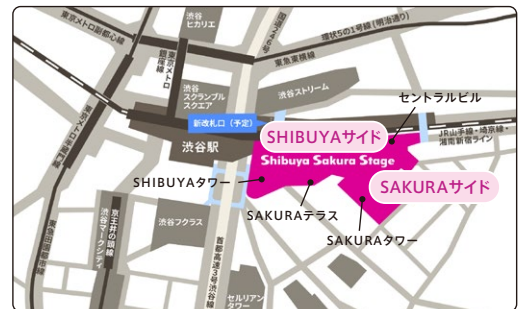 東京メトロ副都心線
渋谷
ヒカリエ
国道246号
環状5の1号線(明治通り)
東急東横線
東京メトロ
銀座線
渋谷
スクランブル
スクエア
渋谷ストリーム
セントラルビル
新改札口(予定)
渋谷駅
SHIBUYAサイド
Shibuya Sakura Stage
JR山手線・埼京線・
湘南新宿ライン
SHIBUYAタワー
SAKURAサイド
SAKURAテラス
SAKURAタワー
京王井の頭線
渋谷マークシティ
渋谷フクラス
首都高速3号渋谷線
セルリアン
タワー